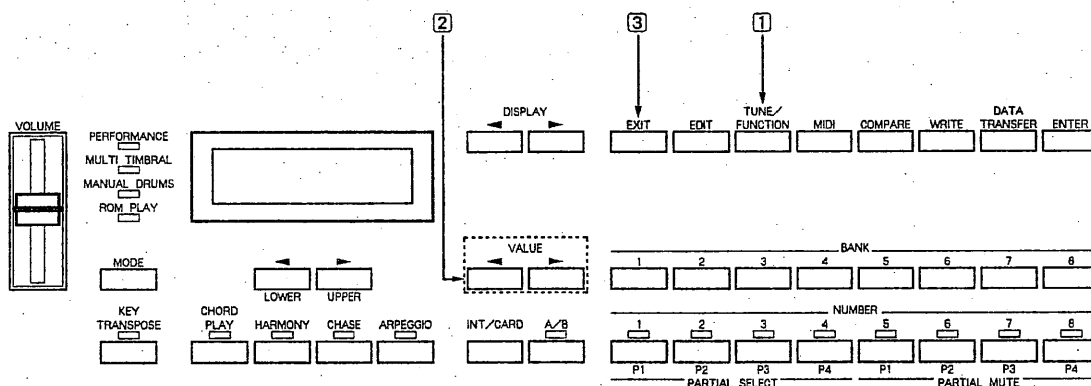 2 3 1
DISPLAY
VOLUME
PERFORMANCE
MULTI TIMBRAL
MANUAL DRUMS
ROM PLAY
EXIT EDIT TUNE/FUNCTION MIDI COMPARE WRITE DATA TRANSFER ENTER
MODE
VALUE
BANK
1 2 3 4 5 6 7 8
LOWER UPPER
KEY TRANSPOSE
CHORD PLAY HARMONY CHASE ARPEGGIO INT/CARD A/B
NUMBER
1 2 3 4 5 6 7 8
P1 P2 P3 P4 P1 P2 P3 P4
PARTIAL SELECT PARTIAL MUTE